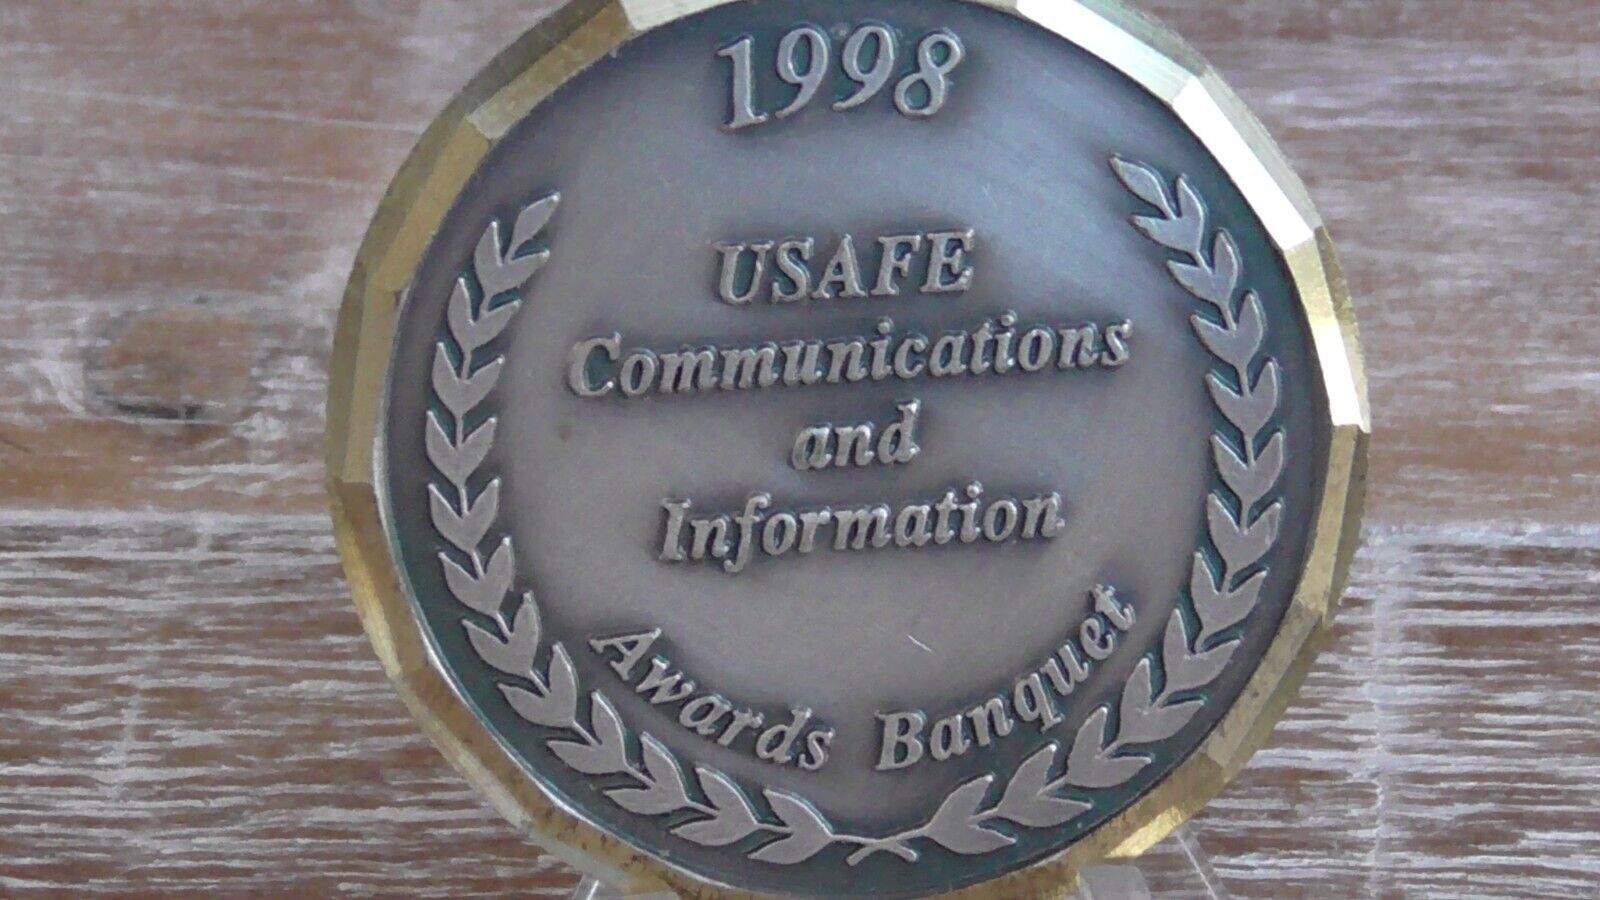 1998
USAFE
Communications
and
Information
Awards Banquet